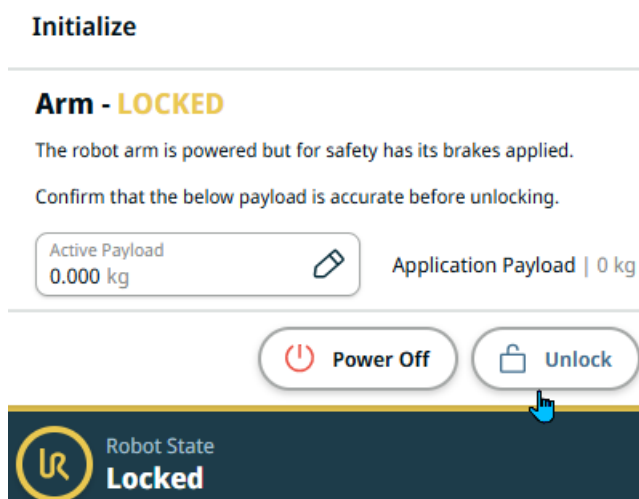 Initialize
Arm - LOCKED
The robot arm is powered but for safety has its brakes applied.
Confirm that the below payload is accurate before unlocking.
Active Payload
0.000 kg
Application Payload | 0 kg
Power Off
Unlock
Robot State
Locked